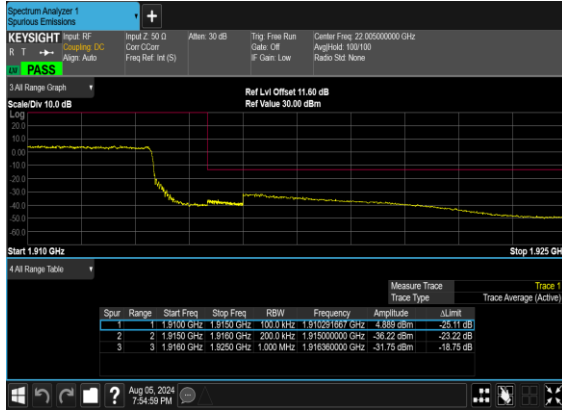 Spectrum Analyzer 1
Spurious Emissions
+
KEYSIGHT Input: RF Input Z: 50 Ω Atten: 30 dB Trig: Free Run Center Freq: 22.005000000 GHz
R T Coupling: DC Corr CCorr Gate: Off Avg|Hold: 100/100
Align: Auto Freq Ref: Int (S) IF Gain: Low Radio Std: None
PASS
3 All Range Graph
Ref Lvl Offset 11.60 dB
Scale/Div 10.0 dB Ref Value 30.00 dBm
Log
20.0
10.0
0.00
-10.0
-20.0
-30.0
-40.0
-50.0
-60.0
Start 1.910 GHz Stop 1.925 GH
4 All Range Table
Measure Trace Trace 1
Trace Type Trace Average (Active)
Spur Range Start Freq Stop Freq RBW Frequency Amplitude ΔLimit
1 1 1.9100 GHz 1.9150 GHz 100.0 kHz 1.910291667 GHz 4.889 dBm -25.11 dB
2 2 1.9150 GHz 1.9160 GHz 200.0 kHz 1.915000000 GHz -36.22 dBm -23.22 dB
3 3 1.9160 GHz 1.9250 GHz 1.000 MHz 1.916360000 GHz -31.75 dBm -18.75 dB
? Aug 05, 2024
7:54:59 PM